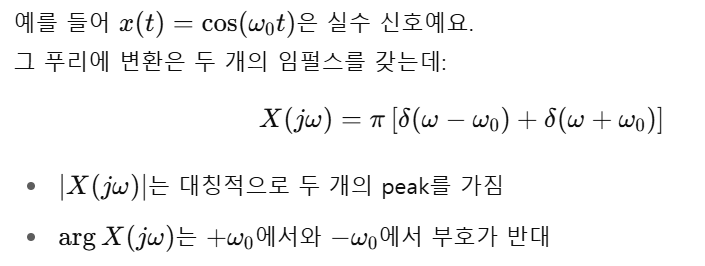 예를 들어 x(t) = cos(ω₀t)은 실수 신호예요.
그 푸리에 변환은 두 개의 임펄스를 갖는데:
X(jω) = π [δ(ω − ω₀) + δ(ω + ω₀)]
• |X(jω)|는 대칭적으로 두 개의 peak를 가짐
• arg X(jω)는 +ω₀에서와 −ω₀에서 부호가 반대